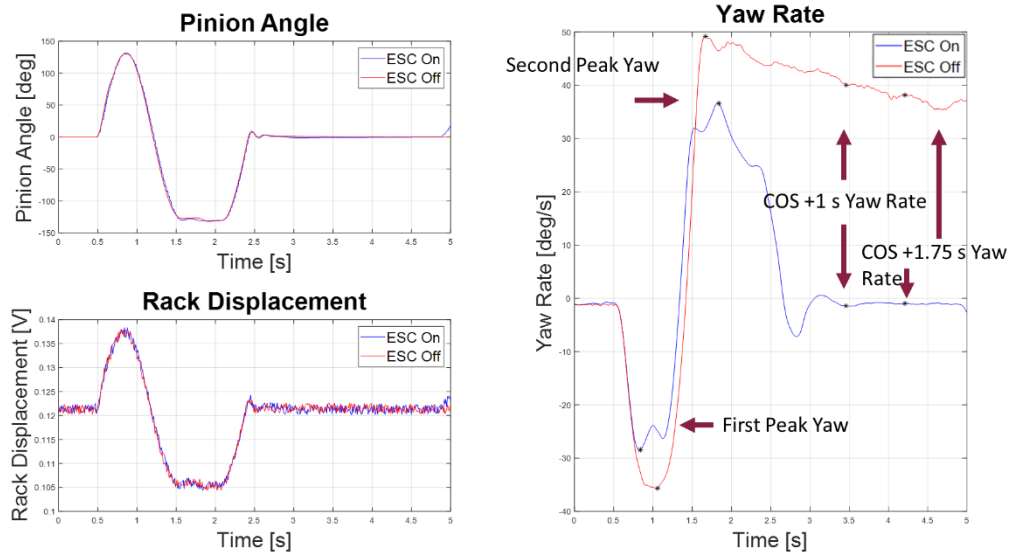 Pinion Angle
Pinion Angle [deg]
150
100
50
0
-50
-100
-150
ESC On
ESC Off
0 0.5 1 1.5 2 2.5 3 3.5 4 4.5 5
Time [s]
Rack Displacement
Rack Displacement [V]
0.14
0.135
0.13
0.125
0.12
0.115
0.11
0.105
0.1
ESC On
ESC Off
0 0.5 1 1.5 2 2.5 3 3.5 4 4.5 5
Time [s]
Yaw Rate
Yaw Rate [deg/s]
50
40
30
20
10
0
-10
-20
-30
-40
ESC On
ESC Off
Second Peak Yaw
COS +1 s Yaw Rate
COS +1.75 s Yaw
Rate
First Peak Yaw
0 0.5 1 1.5 2 2.5 3 3.5 4 4.5 5
Time [s]